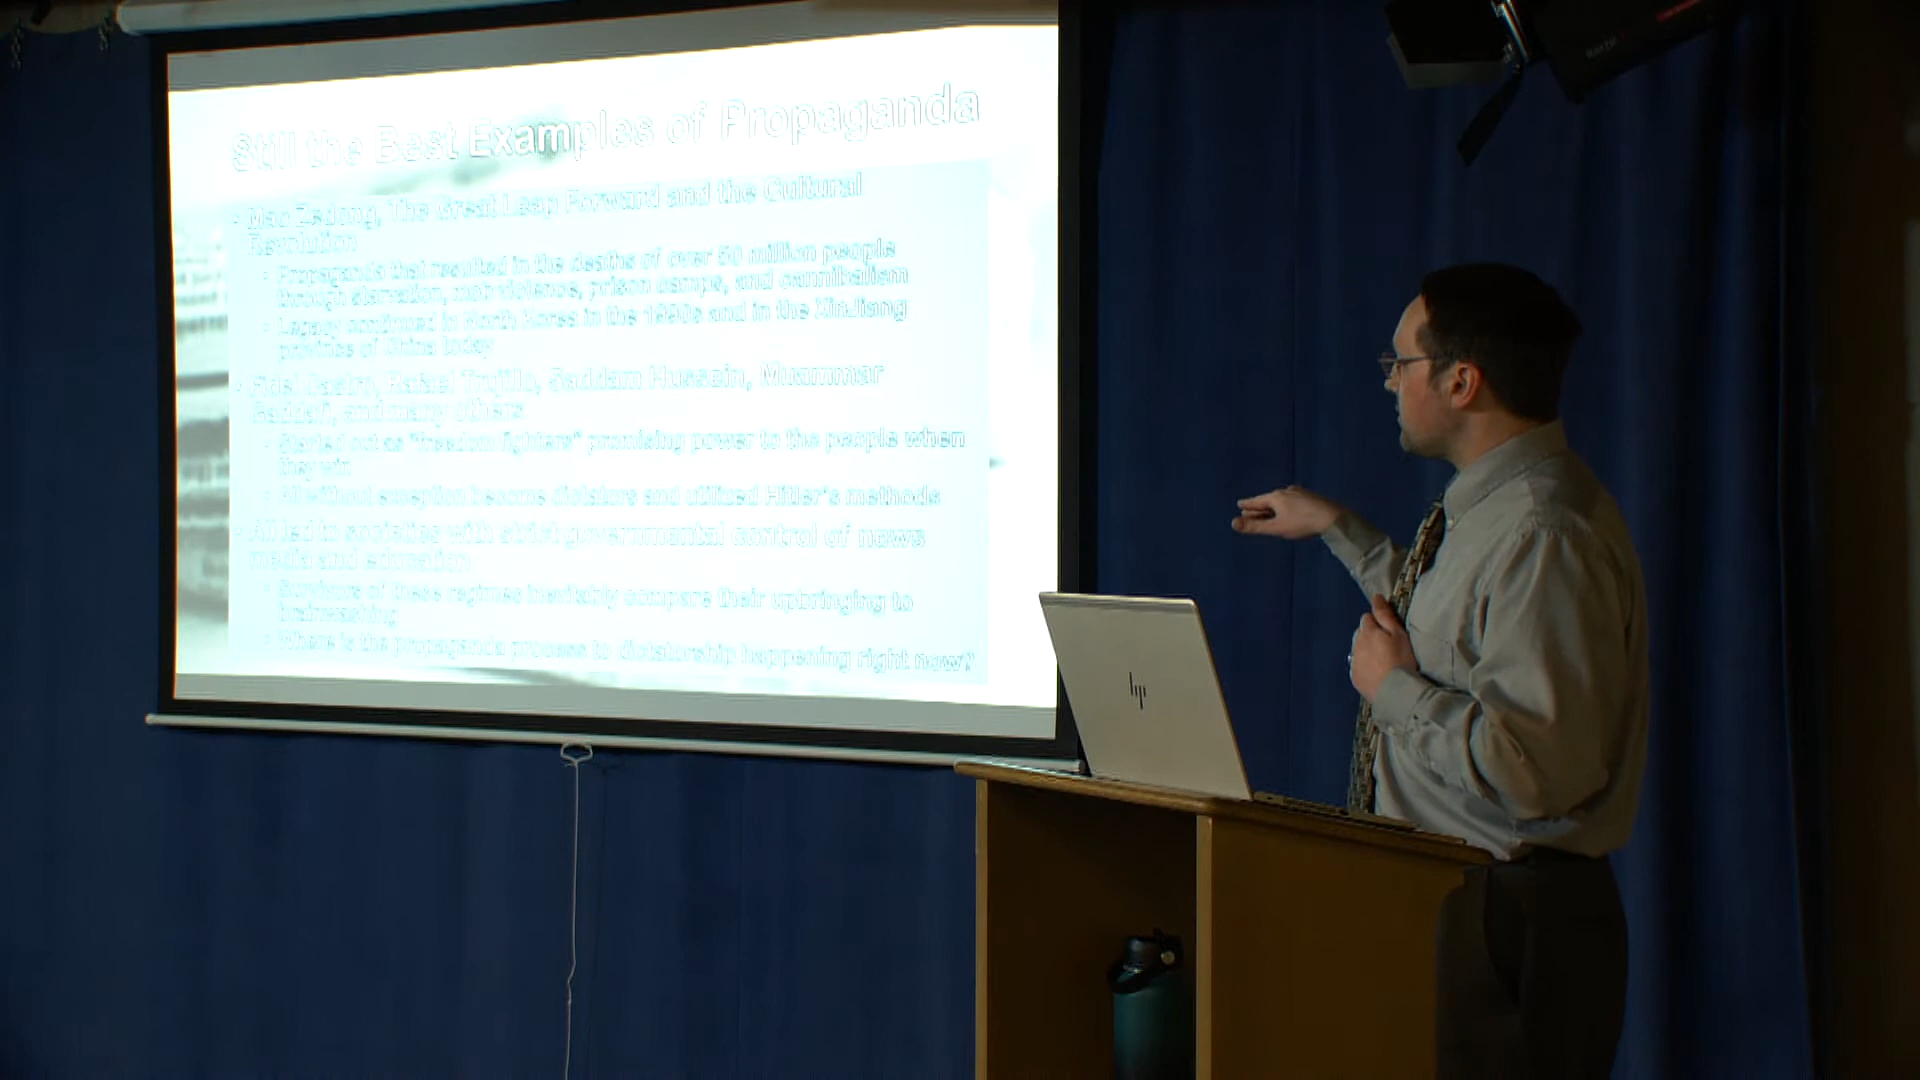 Still the Best Examples of Propaganda
• Mao Zedong, The Great Leap Forward and the Cultural
Revolution
• Propaganda that resulted in the deaths of over 50 million people
through starvation, mob violence, prison camps, and cannibalism
• Legacy continued in North Korea in the 1990s and in the XinJiang
province of China today
• Fidel Castro, Rafael Trujillo, Saddam Hussein, Muammar
Gaddafi, and many others
• Started out as "freedom fighters" promising power to the people when
they win
• All without exception become dictators and utilized Hitler's methods
• All led to societies with strict governmental control of news
media and education
• Survivors of these regimes inevitably compare their upbringing to
brainwashing
• Where is the propaganda process to dictatorship happening right now?
hp